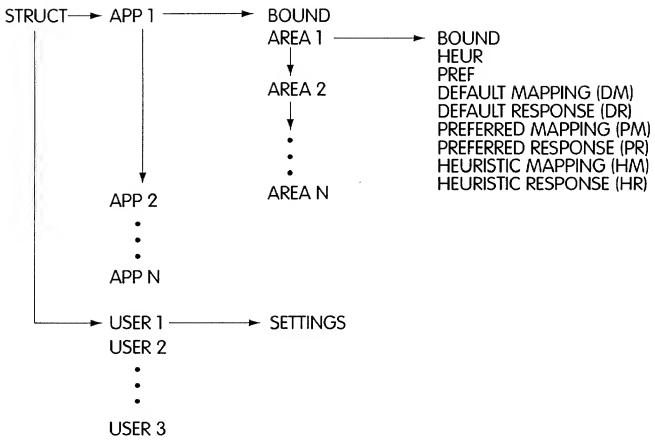 STRUCT APP 1 BOUND
AREA 1 BOUND
HEUR
PREF
AREA 2 DEFAULT MAPPING (DM)
DEFAULT RESPONSE (DR)
PREFERRED MAPPING (PM)
PREFERRED RESPONSE (PR)
HEURISTIC MAPPING (HM)
AREA N HEURISTIC RESPONSE (HR)
APP 2
APP N
USER 1 SETTINGS
USER 2
USER 3